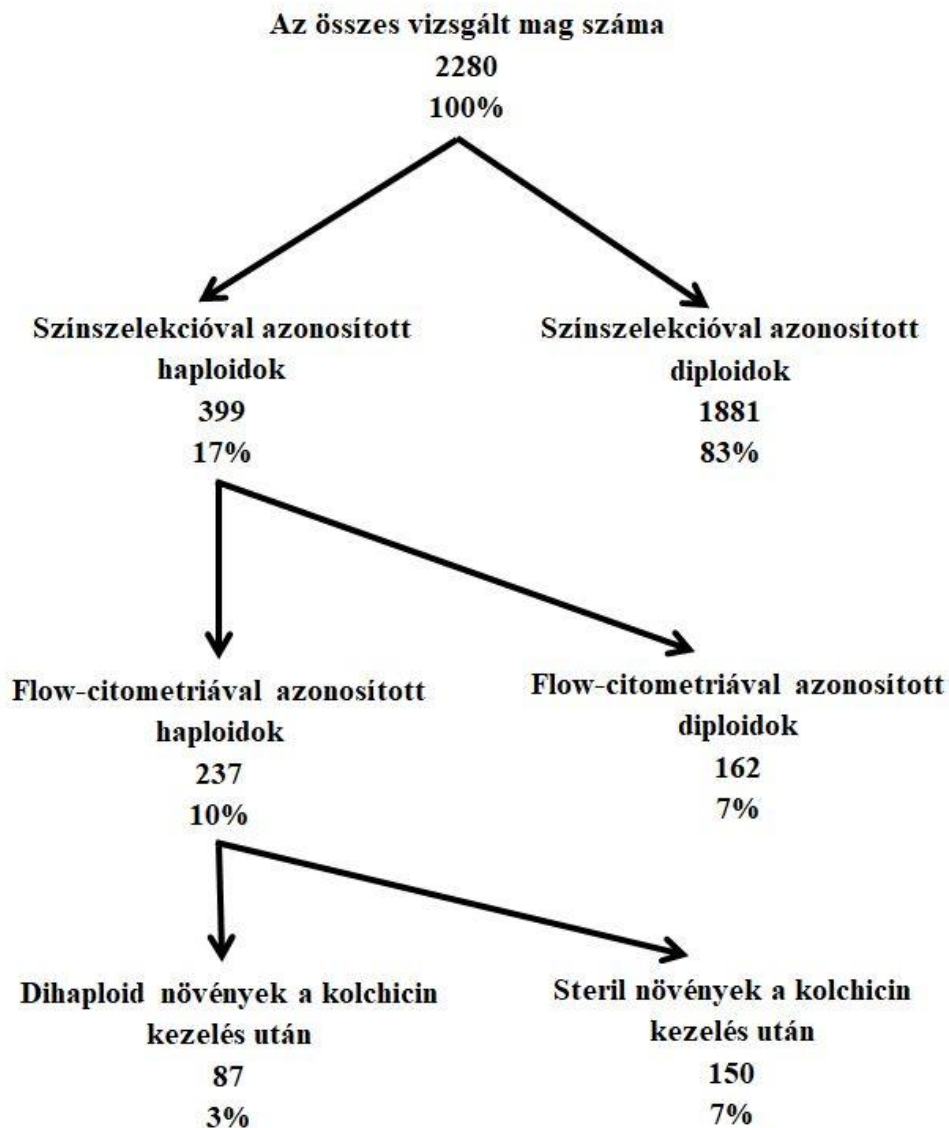 Az összes vizsgált mag száma
2280
100%
Színszelekcióval azonosított
haploidok
399
17%
Színszelekcióval azonosított
diploidok
1881
83%
Flow-citometriával azonosított
haploidok
237
10%
Flow-citometriával azonosított
diploidok
162
7%
Dihaploid növények a kolchicin
kezelés után
87
3%
Steril növények a kolchicin
kezelés után
150
7%